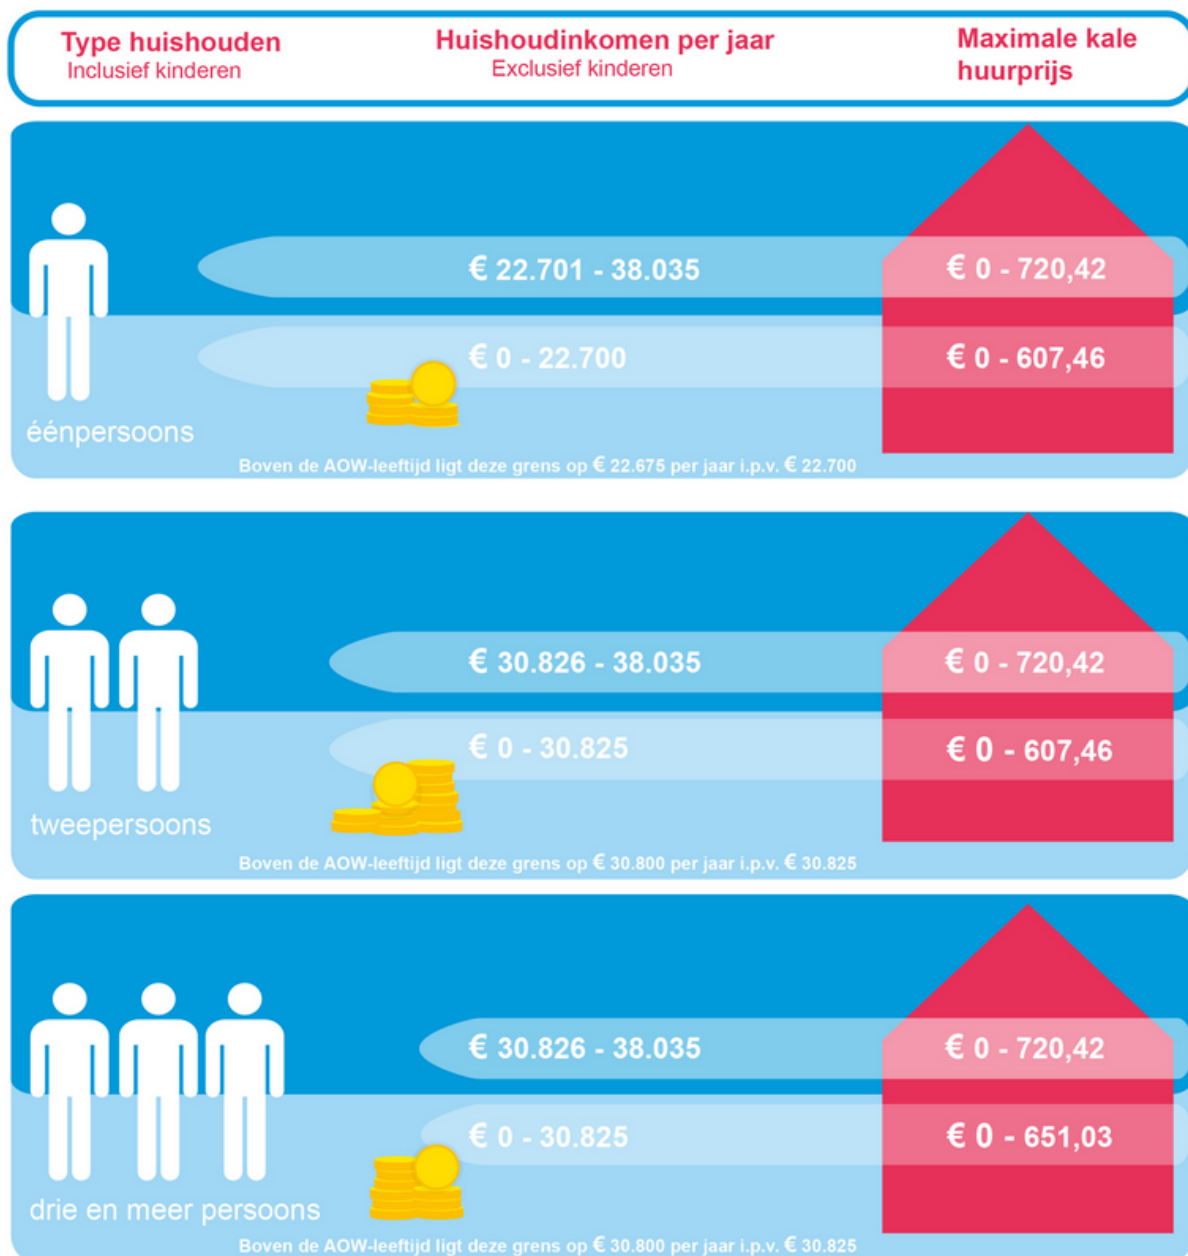 Type huishouden
Inclusief kinderen
Huishoudinkomen per jaar
Exclusief kinderen
Maximale kale
huurprijs
€ 22.701 - 38.035
€ 0 - 720,42
€ 0 - 22.700
€ 0 - 607,46
éénpersoons
Boven de AOW-leeftijd ligt deze grens op € 22.675 per jaar i.p.v. € 22.700
€ 30.826 - 38.035
€ 0 - 720,42
€ 0 - 30.825
€ 0 - 607,46
tweepersoons
Boven de AOW-leeftijd ligt deze grens op € 30.800 per jaar i.p.v. € 30.825
€ 30.826 - 38.035
€ 0 - 720,42
€ 0 - 30.825
€ 0 - 651,03
drie en meer persoons
Boven de AOW-leeftijd ligt deze grens op € 30.800 per jaar i.p.v. € 30.825